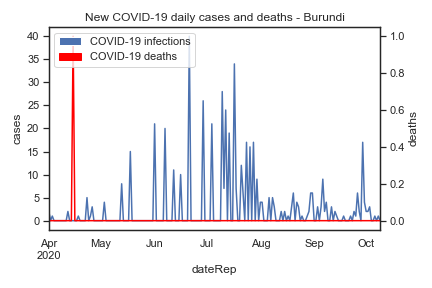 New COVID-19 daily cases and deaths - Burundi
COVID-19 infections
COVID-19 deaths
cases
40
35
30
25
20
15
10
5
0
deaths
1.0
0.8
0.6
0.4
0.2
0.0
Apr May Jun Jul Aug Sep Oct
2020
dateRep